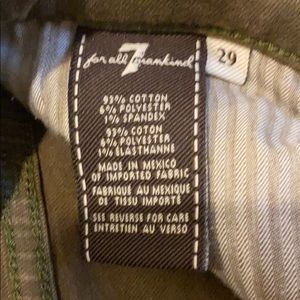 7 for all mankind
29
93% COTTON
6% POLYESTER
1% SPANDEX
93% COTON
6% POLYESTER
1% ELASTHANNE
MADE IN MEXICO
OF IMPORTED FABRIC
FABRIQUE AU MEXIQUE
DE TISSU IMPORTÉ
SEE REVERSE FOR CARE
ENTRETIEN AU VERSO